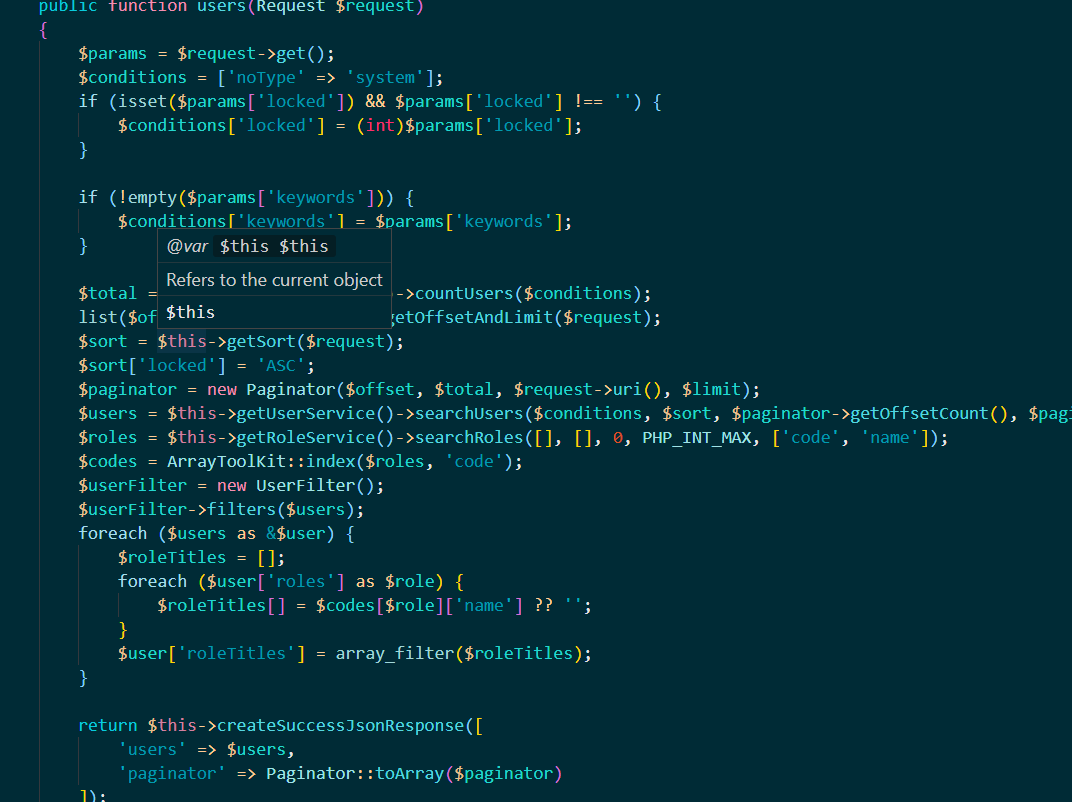 public function users(Request $request)
{
    $params = $request->get();
    $conditions = ['noType' => 'system'];
    if (isset($params['locked']) && $params['locked'] !== '') {
        $conditions['locked'] = (int)$params['locked'];
    }

    if (!empty($params['keywords'])) {
        $conditions['keywords'] = $params['keywords'];
    }
@var $this $this
Refers to the current object
$this
    $total = ->countUsers($conditions);
    list($of getOffsetAndLimit($request);
    $sort = $this->getSort($request);
    $sort['locked'] = 'ASC';
    $paginator = new Paginator($offset, $total, $request->uri(), $limit);
    $users = $this->getUserService()->searchUsers($conditions, $sort, $paginator->getOffsetCount(), $pagi
    $roles = $this->getRoleService()->searchRoles([], [], 0, PHP_INT_MAX, ['code', 'name']);
    $codes = ArrayToolKit::index($roles, 'code');
    $userFilter = new UserFilter();
    $userFilter->filters($users);
    foreach ($users as &$user) {
        $roleTitles = [];
        foreach ($user['roles'] as $role) {
            $roleTitles[] = $codes[$role]['name'] ?? '';
        }
        $user['roleTitles'] = array_filter($roleTitles);
    }

    return $this->createSuccessJsonResponse([
        'users' => $users,
        'paginator' => Paginator::toArray($paginator)
    ]);